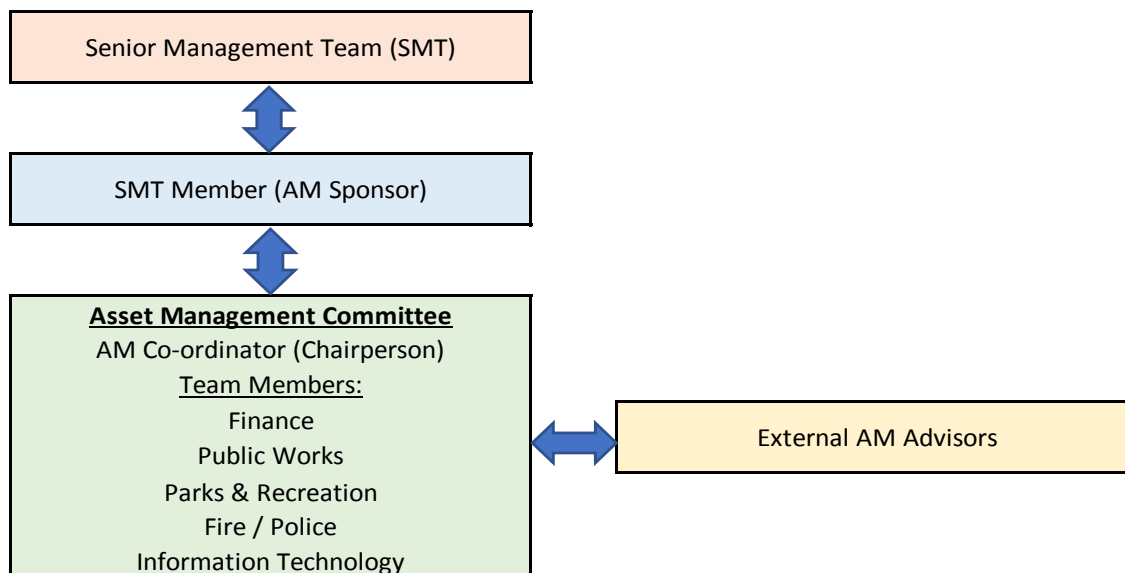 Senior Management Team (SMT)
SMT Member (AM Sponsor)
Asset Management Committee
AM Co-ordinator (Chairperson)
Team Members:
Finance
Public Works
Parks & Recreation
Fire / Police
Information Technology
External AM Advisors